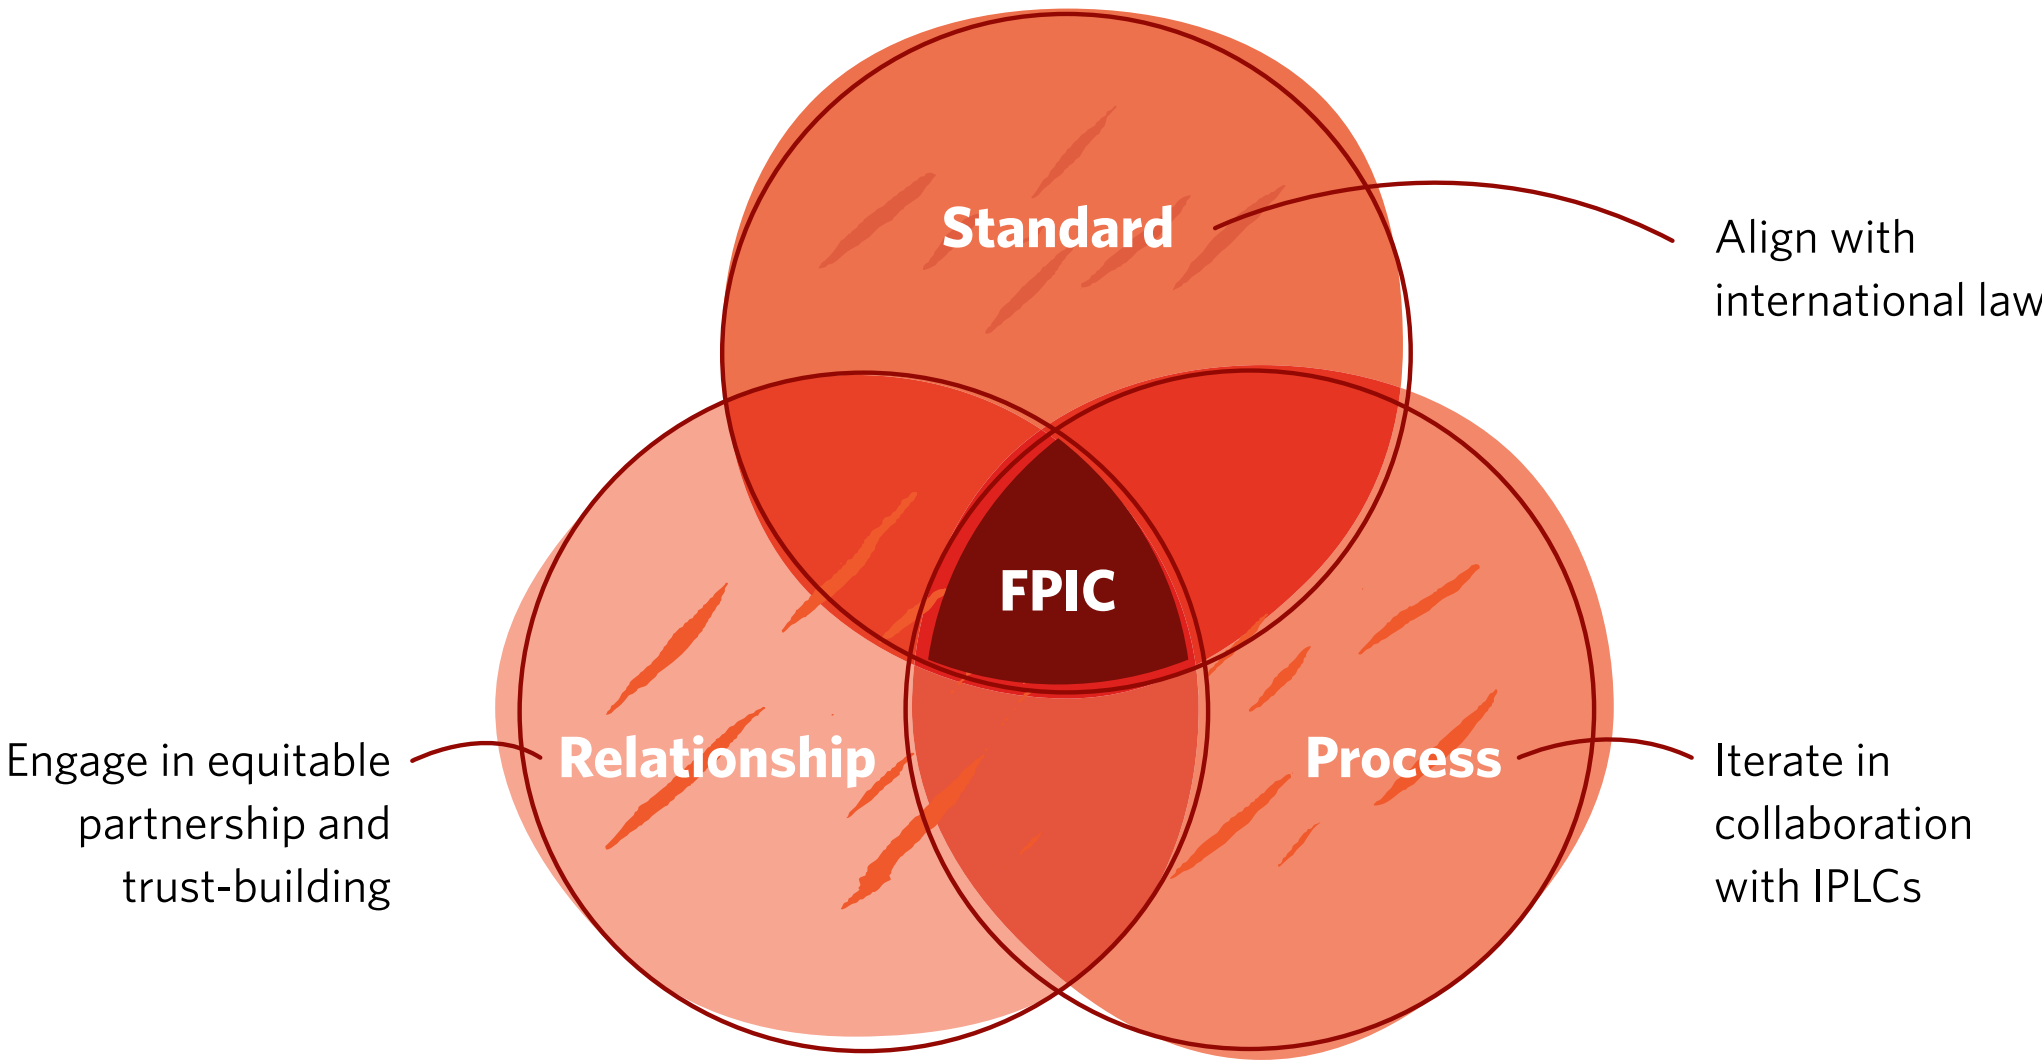 Standard
Align with
international law
FPIC
Relationship
Process
Engage in equitable
partnership and
trust-building
Iterate in
collaboration
with IPLCs